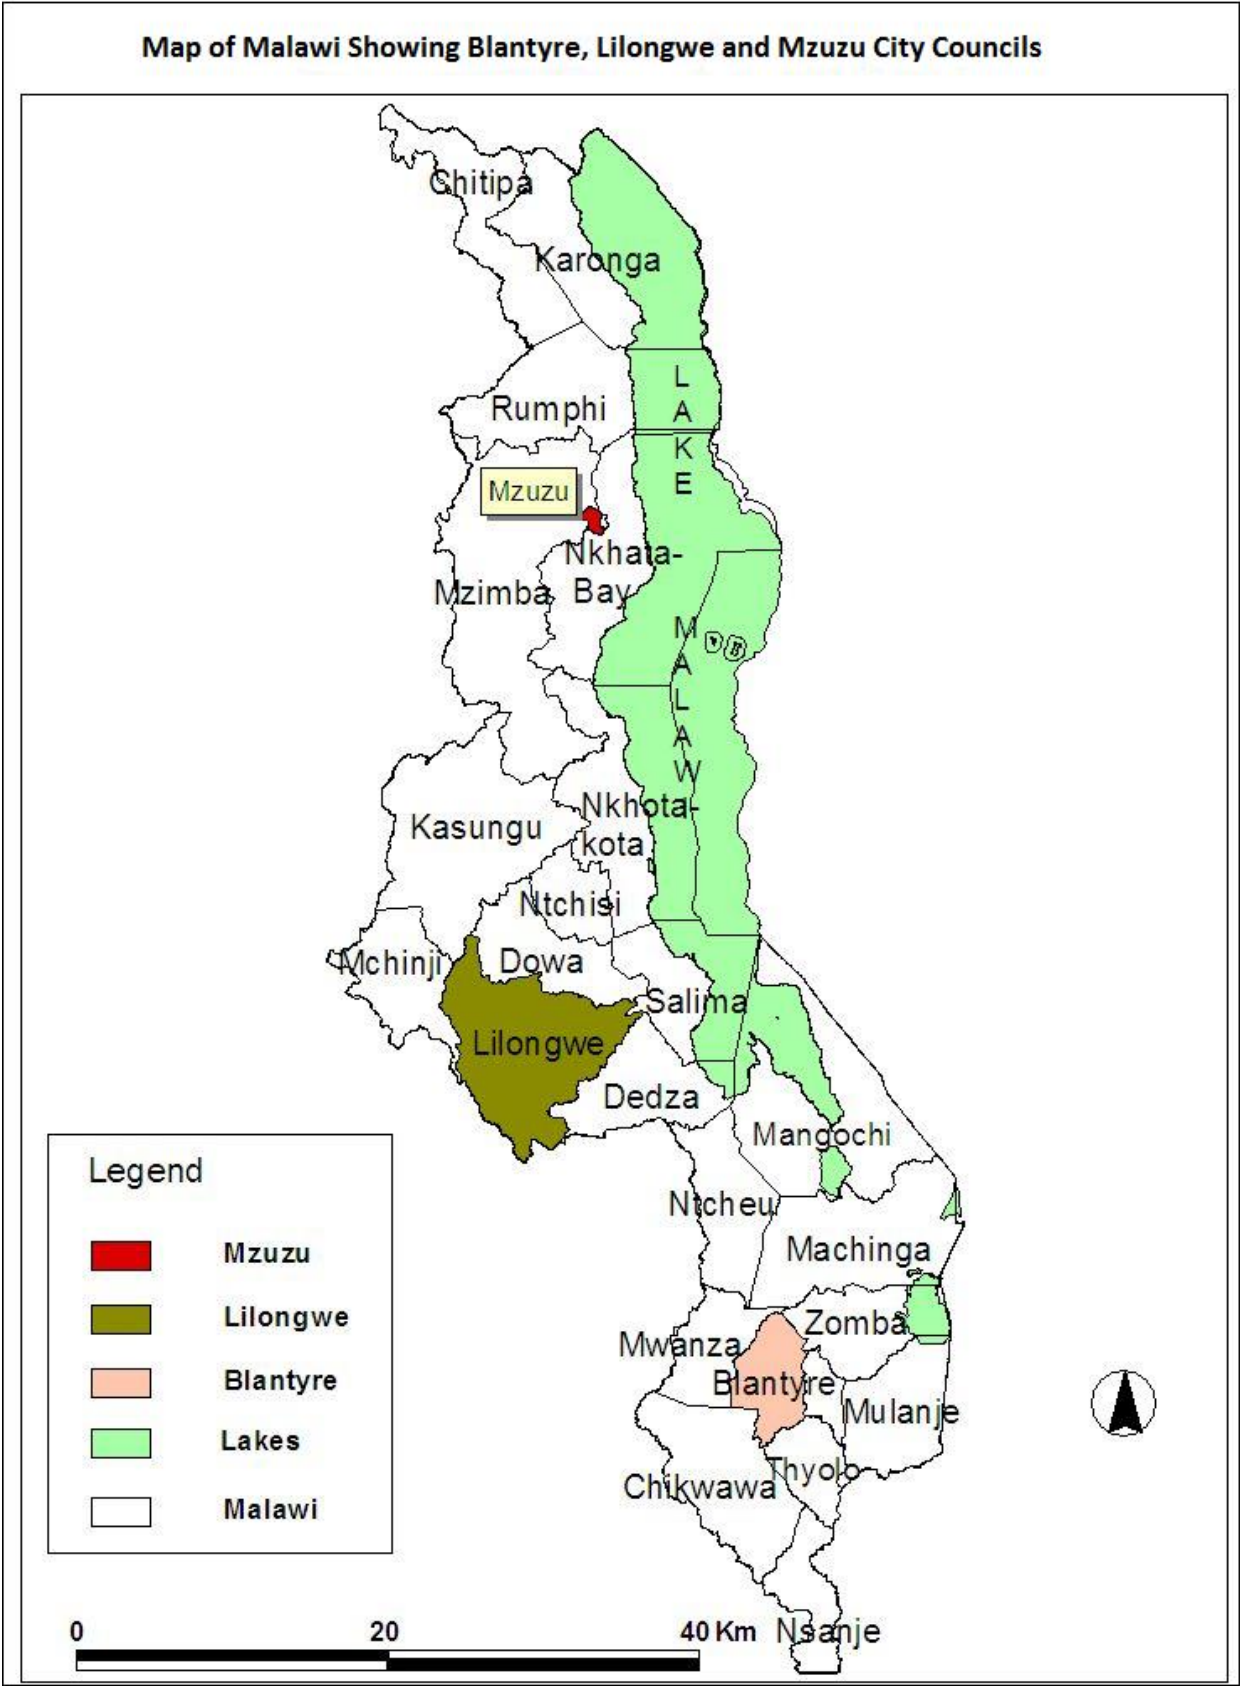 Map of Malawi Showing Blantyre, Lilongwe and Mzuzu City Councils
Chitipa
Karonga
L
A
K
E
Rumphi
Mzuzu
Nkhata-
Bay
Mzimba
M
A
L
A
W
I
Nkhota-
kota
Kasungu
Ntchisi
Mchinji
Dowa
Salima
Lilongwe
Dedza
Mangochi
Ntcheu
Machinga
Zomba
Mwanza
Blantyre
Mulanje
Thyolo
Chikwawa
Nsanje
Legend
Mzuzu
Lilongwe
Blantyre
Lakes
Malawi
0 20 40 Km